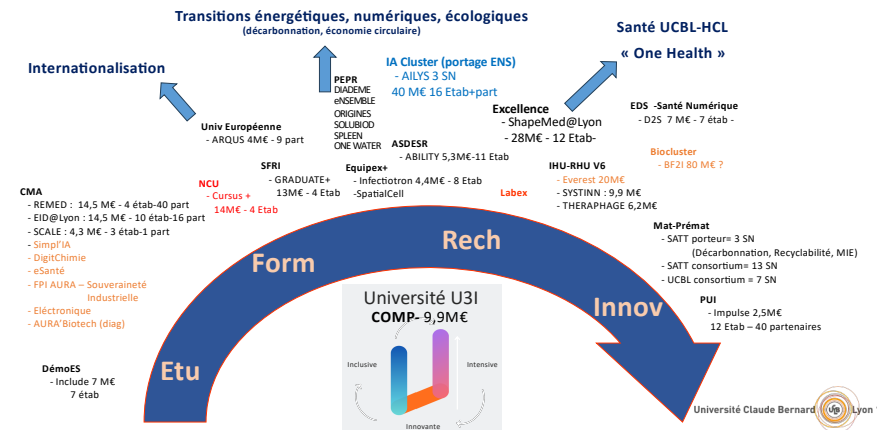 Transitions énergétiques, numériques, écologiques
(décarbonnation, économie circulaire)
Santé UCBL-HCL
« One Health »
Internationalisation
IA Cluster (portage ENS)
- AILYS 3 SN
40 M€ 16 Etab+part
PEPR
DIADEME
eNSEMBLE
ORIGINES
SOLUBIOD
SPLEEN
ONE WATER
Excellence
- ShapeMed@Lyon
- 28M€ - 12 Etab-
EDS -Santé Numérique
- D2S 7 M€ - 7 étab -
Univ Européenne
- ARQUS 4M€ - 9 part
ASDESR
- ABILITY 5,3M€-11 Etab
Biocluster
- BF2I 80 M€ ?
SFRI
- GRADUATE+
13M€ - 4 Etab
Equipex+
- Infectiotron 4,4M€ - 8 Etab
-SpatialCell
IHU-RHU V6
- Everest 20M€
- SYSTINN : 9,9 M€
- THERAPHAGE 6,2M€
NCU
- Cursus +
14M€ - 4 Etab
Labex
CMA
- REMED : 14,5 M€ - 4 étab-40 part
- EID@Lyon : 14,5 M€ - 10 étab-16 part
- SCALE : 4,3 M€ - 3 étab-1 part
- Simpl'IA
- DigitChimie
- eSanté
- FPI AURA – Souveraineté
Industrielle
- Eléctronique
- AURA'Biotech (diag)
Mat-Prémat
- SATT porteur= 3 SN
(Décarbonnation, Recyclabilité, MIE)
- SATT consortium= 13 SN
- UCBL consortium = 7 SN
PUI
- Impulse 2,5M€
12 Etab – 40 partenaires
DémoES
- Include 7 M€
7 étab
Etu
Form
Rech
Innov
Université U3I
COMP- 9,9M€
Inclusive
Intensive
Innovante
Université Claude Bernard
UCB
Lyon 1